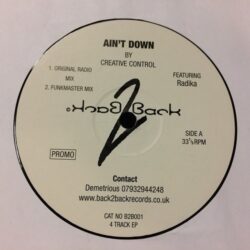 AIN'T DOWN
BY
CREATIVE CONTROL
1. ORIGINAL RADIO
MIX
2. FUNKMASTER MIX
FEATURING
Radika
Back 2 Back
SIDE A
33⅓RPM
PROMO
Contact
Demetrious 07932944248
www.back2backrecords.co.uk
CAT NO B2B001
4 TRACK EP